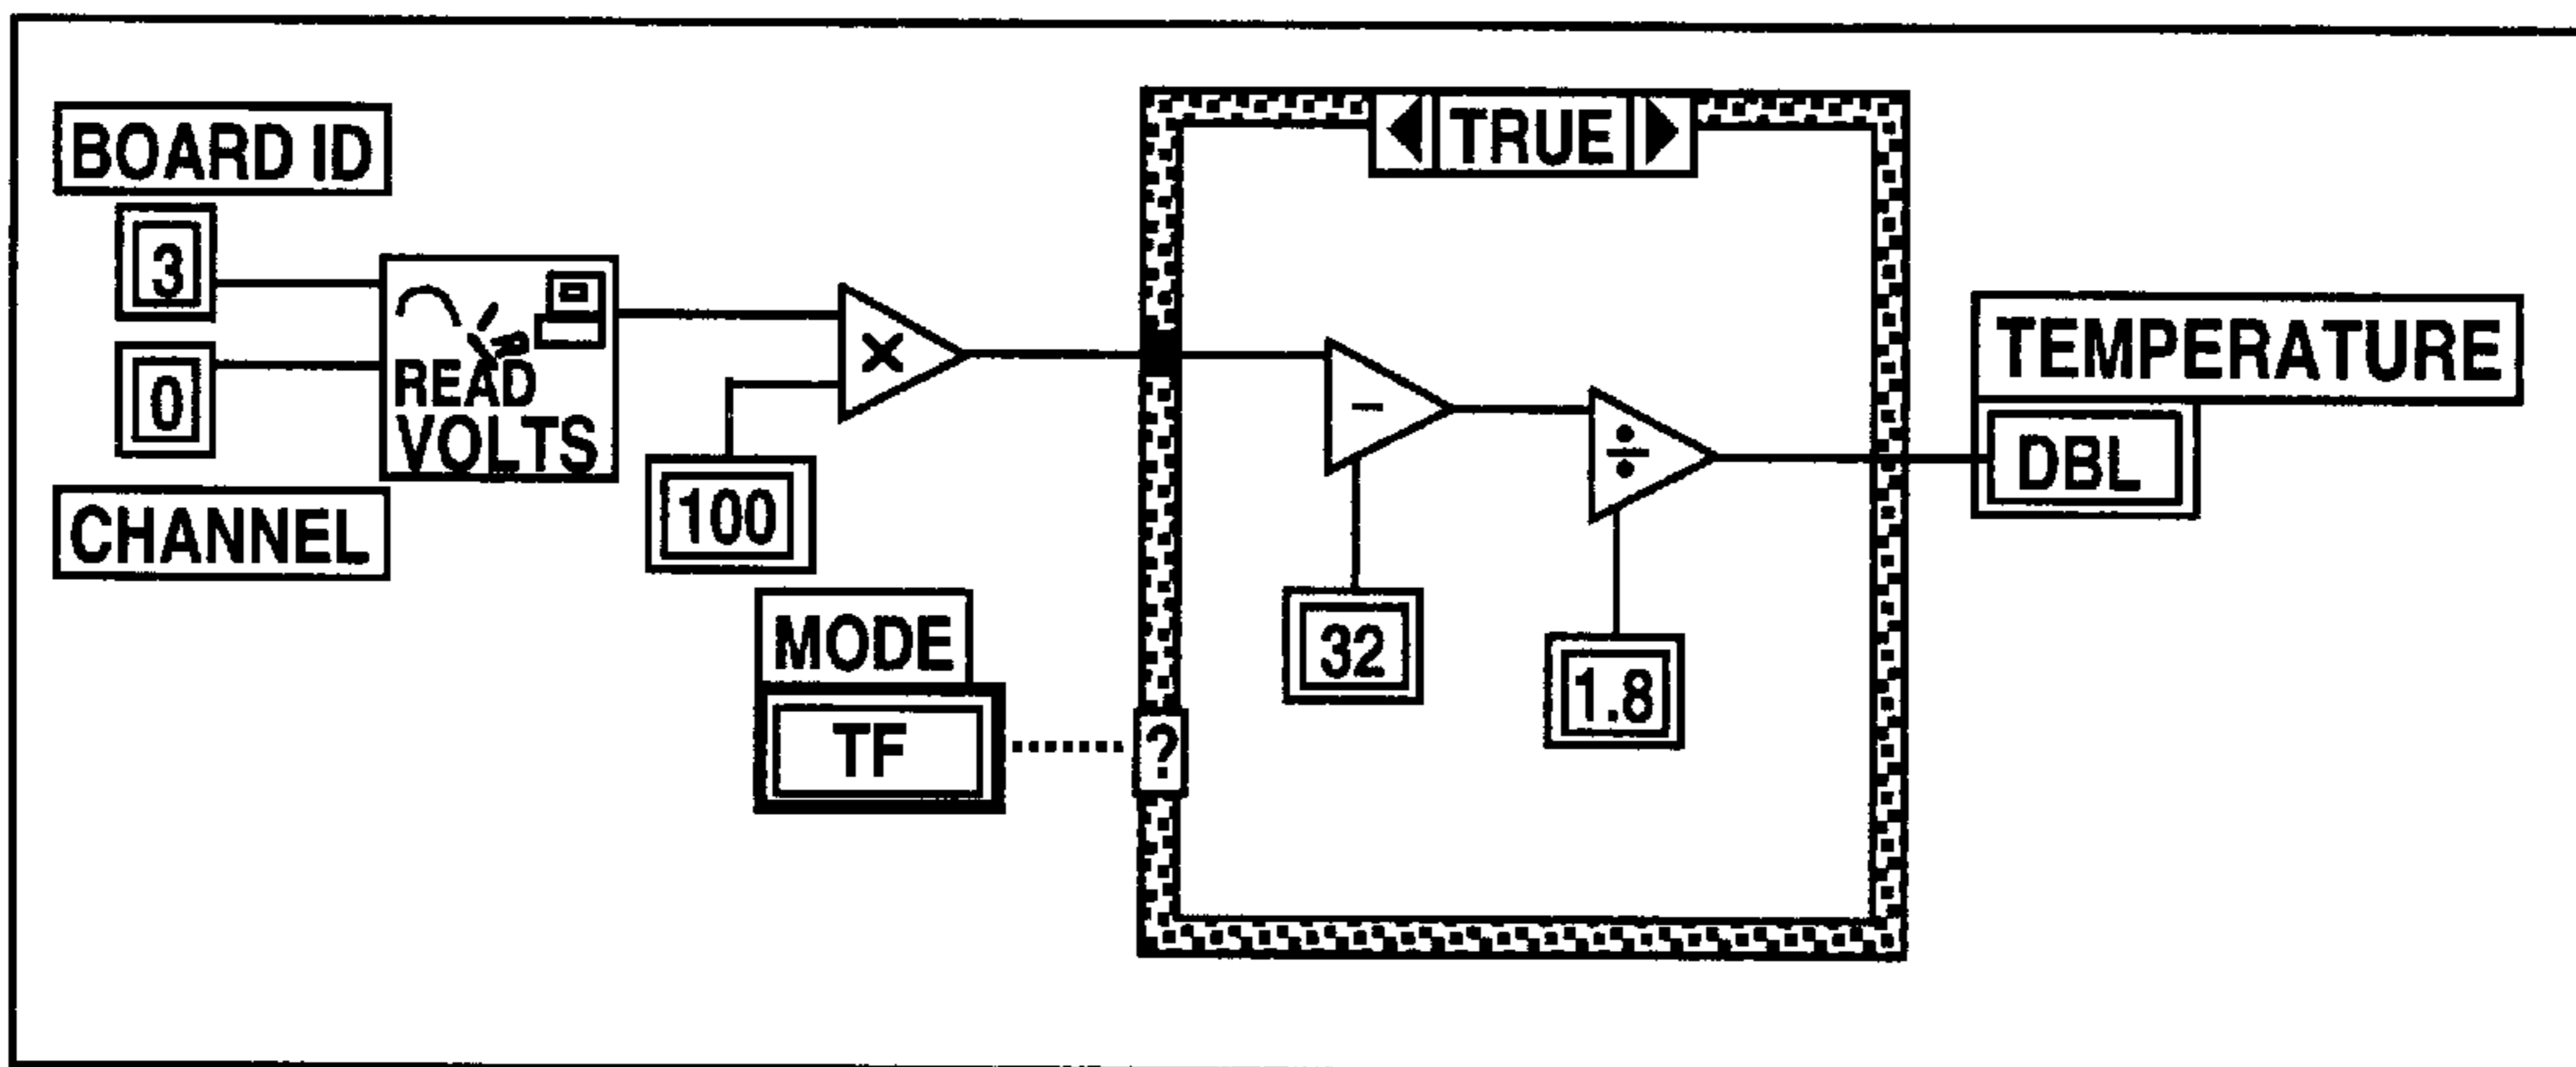 BOARD ID
3
0
CHANNEL
READ
VOLTS
×
100
MODE
TF
?
TRUE
−
32
÷
1.8
TEMPERATURE
DBL